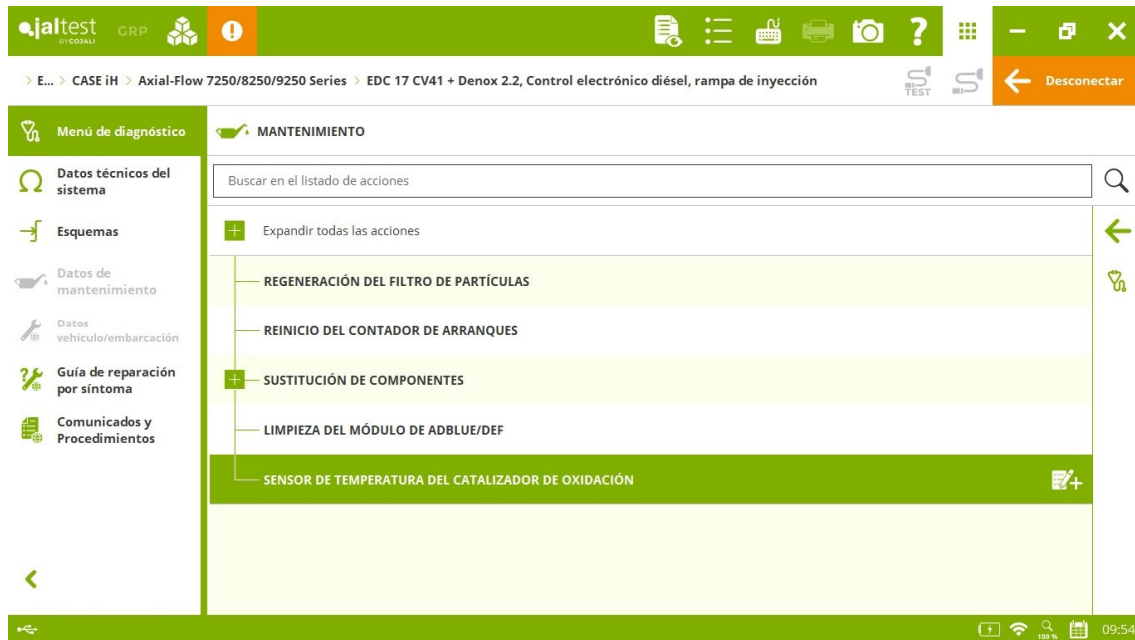 jaltest GRP
BY COJALI
TEST
> E... > CASE iH > Axial-Flow 7250/8250/9250 Series > EDC 17 CV41 + Denox 2.2, Control electrónico diésel, rampa de inyección
Desconectar
Menú de diagnóstico
MANTENIMIENTO
Datos técnicos del
sistema
Buscar en el listado de acciones
Esquemas
Expandir todas las acciones
Datos de
mantenimiento
REGENERACIÓN DEL FILTRO DE PARTÍCULAS
Datos
vehículo/embarcación
REINICIO DEL CONTADOR DE ARRANQUES
Guía de reparación
por síntoma
SUSTITUCIÓN DE COMPONENTES
Comunicados y
Procedimientos
LIMPIEZA DEL MÓDULO DE ADBLUE/DEF
SENSOR DE TEMPERATURA DEL CATALIZADOR DE OXIDACIÓN
100 %
09:54